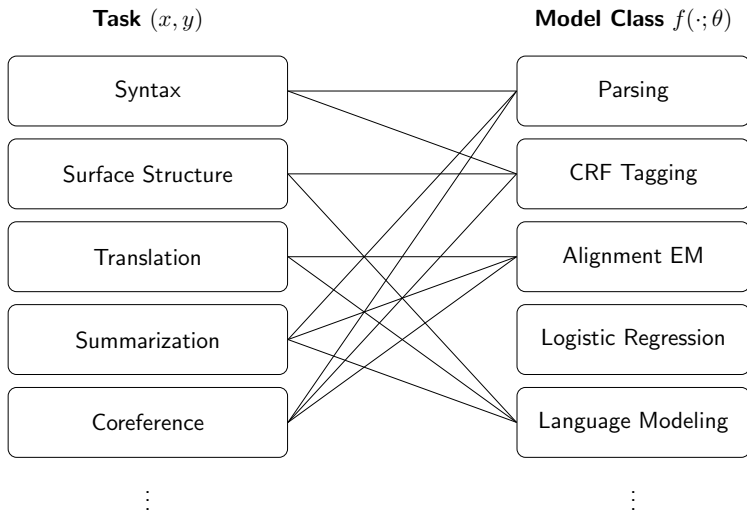 Task (x, y)
Model Class f(·; θ)
Syntax
Parsing
Surface Structure
CRF Tagging
Translation
Alignment EM
Summarization
Logistic Regression
Coreference
Language Modeling
⋮
⋮